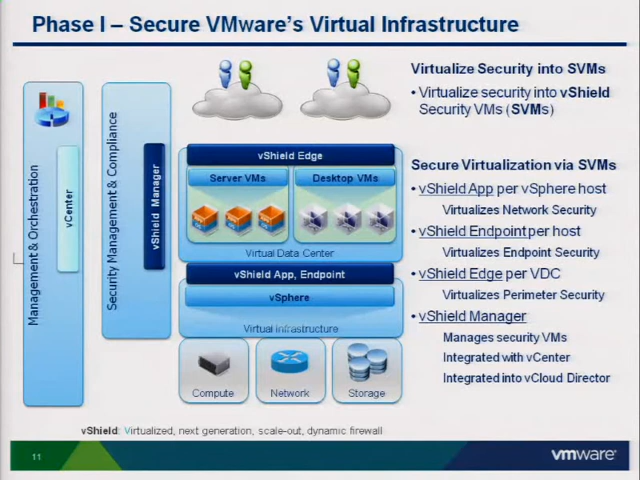 Phase I – Secure VMware's Virtual Infrastructure
Management & Orchestration
vCenter
Security Management & Compliance
vShield Manager
vShield Edge
Server VMs
Desktop VMs
Virtual Data Center
vShield App, Endpoint
vSphere
Virtual Infrastructure
Compute
Network
Storage
Virtualize Security into SVMs
• Virtualize security into vShield
Security VMs (SVMs)
Secure Virtualization via SVMs
• vShield App per vSphere host
Virtualizes Network Security
• vShield Endpoint per host
Virtualizes Endpoint Security
• vShield Edge per VDC
Virtualizes Perimeter Security
• vShield Manager
Manages security VMs
Integrated with vCenter
Integrated into vCloud Director
vShield: Virtualized, next generation, scale-out, dynamic firewall
11
vmware